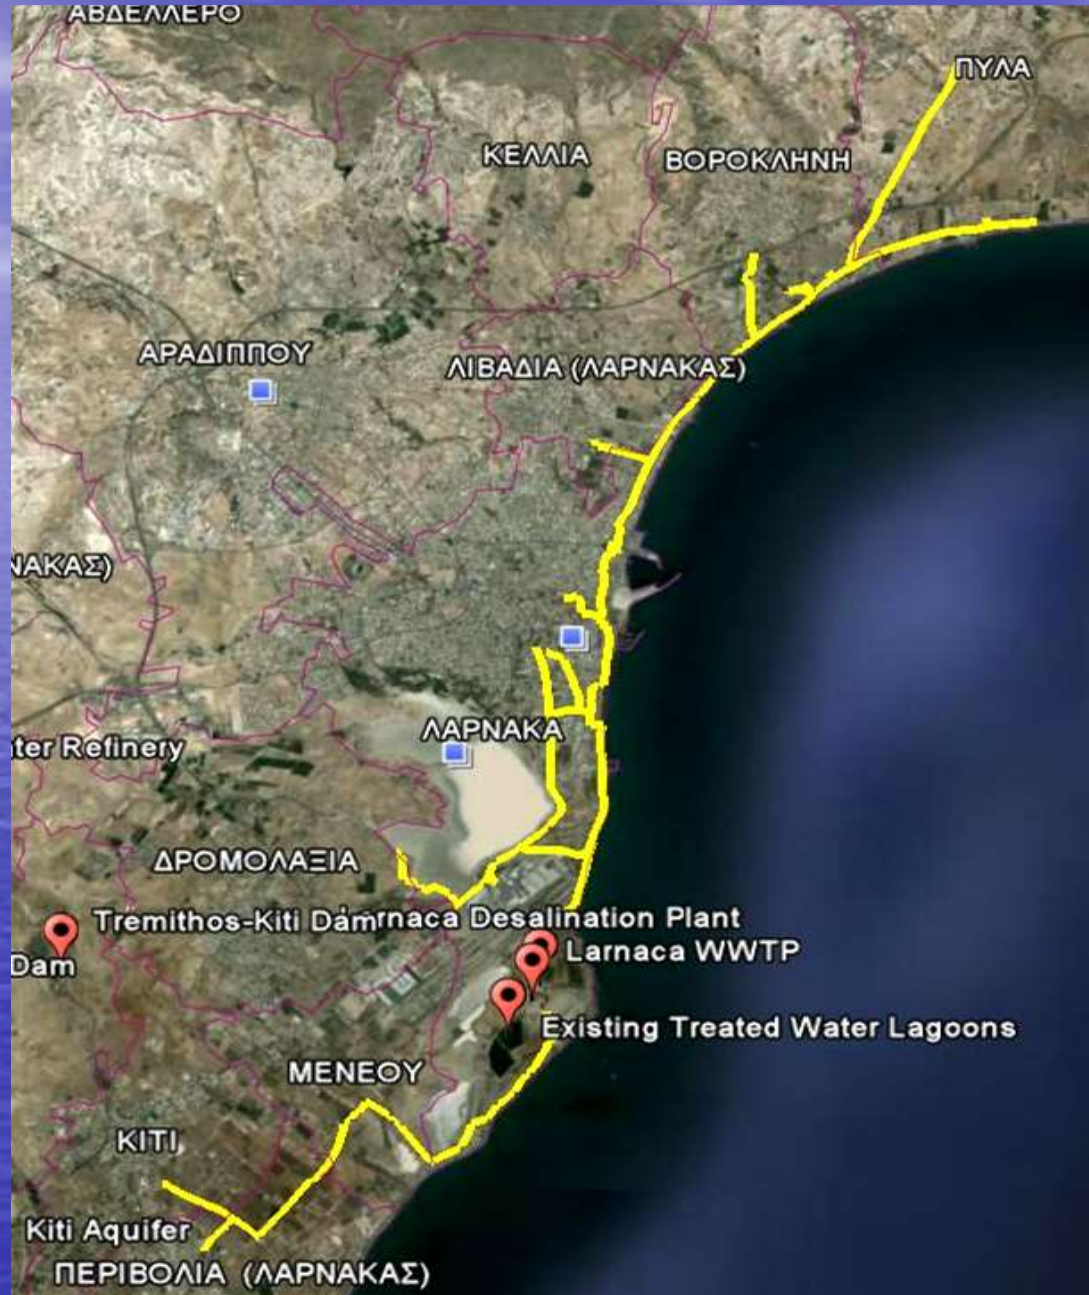 ΑΒΔΕΛΛΕΡΟ
ΠΥΛΑ
ΚΕΛΛΙΑ
ΒΟΡΟΚΛΗΝΗ
ΑΡΑΔΙΠΠΟΥ
ΛΙΒΑΔΙΑ (ΛΑΡΝΑΚΑΣ)
ΝΑΚΑΣ)
ΛΑΡΝΑΚΑ
ter Refinery
ΔΡΟΜΟΛΑΞΙΑ
Tremithos-Kiti Dam
rnaca Desalination Plant
Dam
Larnaca WWTP
Existing Treated Water Lagoons
ΜΕΝΕΟΥ
ΚΙΤΙ
Kiti Aquifer
ΠΕΡΙΒΟΛΙΑ (ΛΑΡΝΑΚΑΣ)